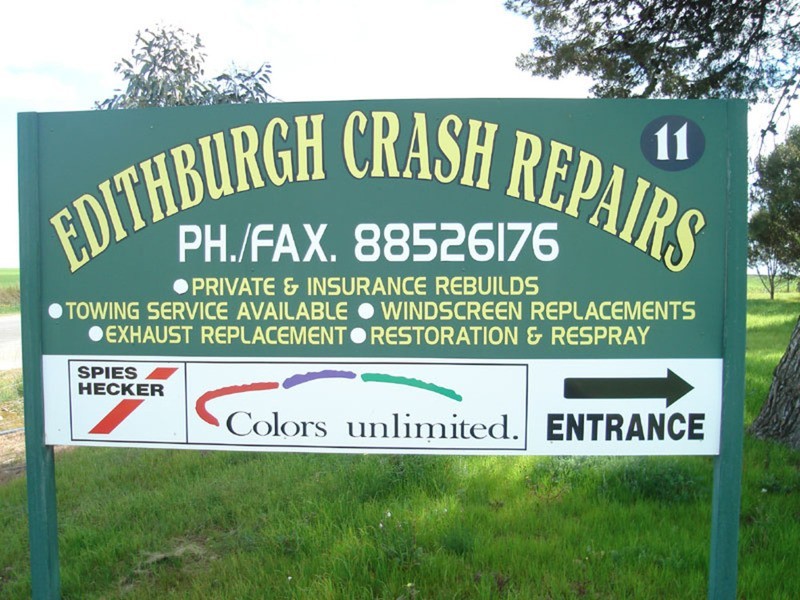 EDITHBURGH CRASH REPAIRS
11
PH./FAX. 88526176
●PRIVATE & INSURANCE REBUILDS
●TOWING SERVICE AVAILABLE ● WINDSCREEN REPLACEMENTS
●EXHAUST REPLACEMENT ●RESTORATION & RESPRAY
SPIES
HECKER
Colors unlimited.
ENTRANCE